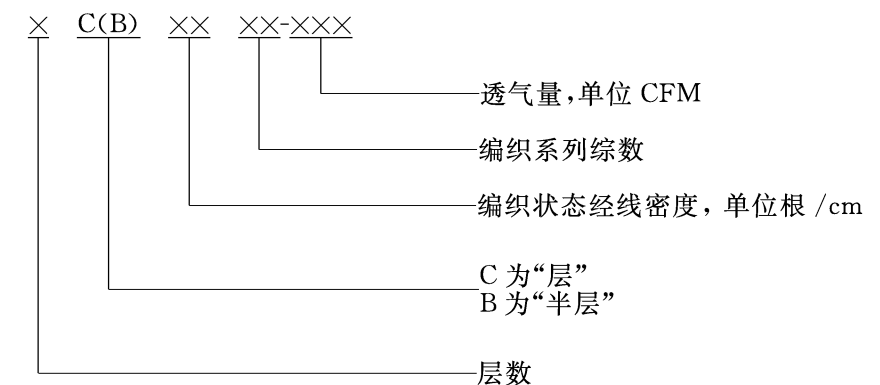 × C(B) ×× ××-×××
透气量,单位 CFM
编织系列综数
编织状态经线密度，单位根/cm
C 为“层”
B 为“半层”
层数